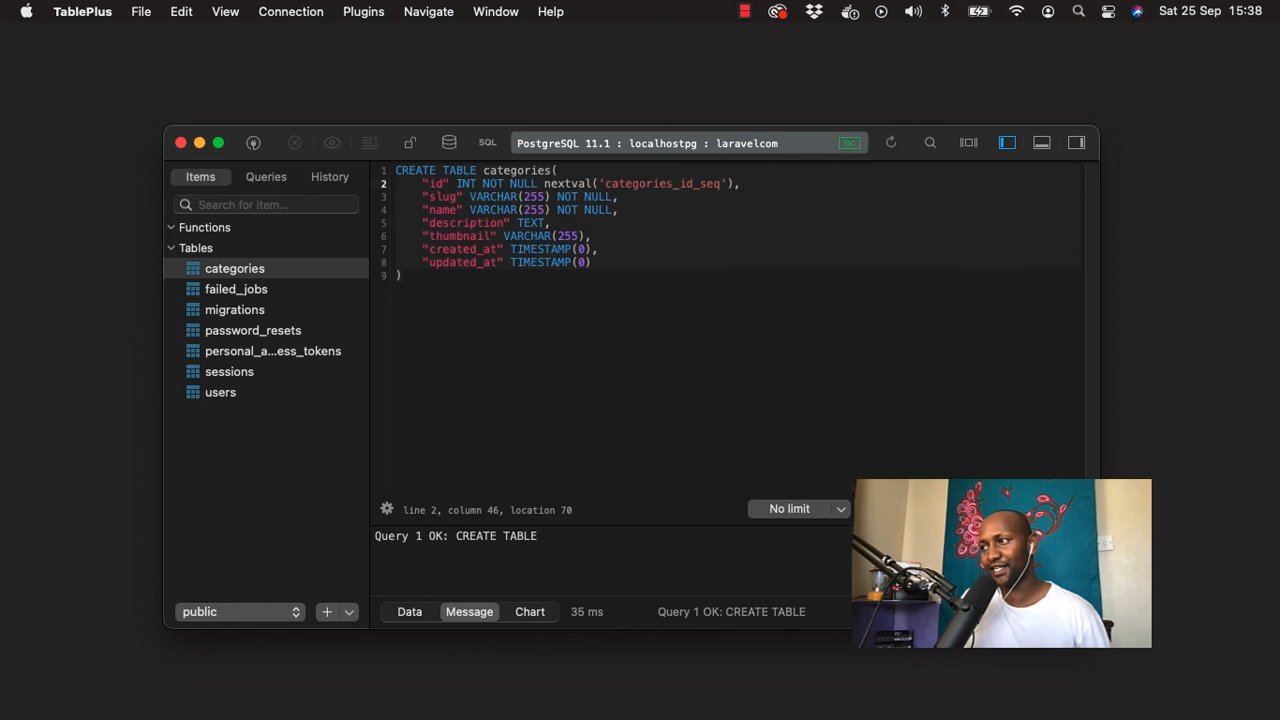 TablePlus File Edit View Connection Plugins Navigate Window Help Sat 25 Sep 15:38
SQL PostgreSQL 11.1 : localhostpg : laravelcom loc
Items Queries History
Search for item...
Functions
Tables
categories
failed_jobs
migrations
password_resets
personal_a...ess_tokens
sessions
users
public
1 CREATE TABLE categories(
2 "id" INT NOT NULL nextval('categories_id_seq'),
3 "slug" VARCHAR(255) NOT NULL,
4 "name" VARCHAR(255) NOT NULL,
5 "description" TEXT,
6 "thumbnail" VARCHAR(255),
7 "created_at" TIMESTAMP(0),
8 "updated_at" TIMESTAMP(0)
9 )
line 2, column 46, location 70 No limit
Query 1 OK: CREATE TABLE
Data Message Chart 35 ms Query 1 OK: CREATE TABLE